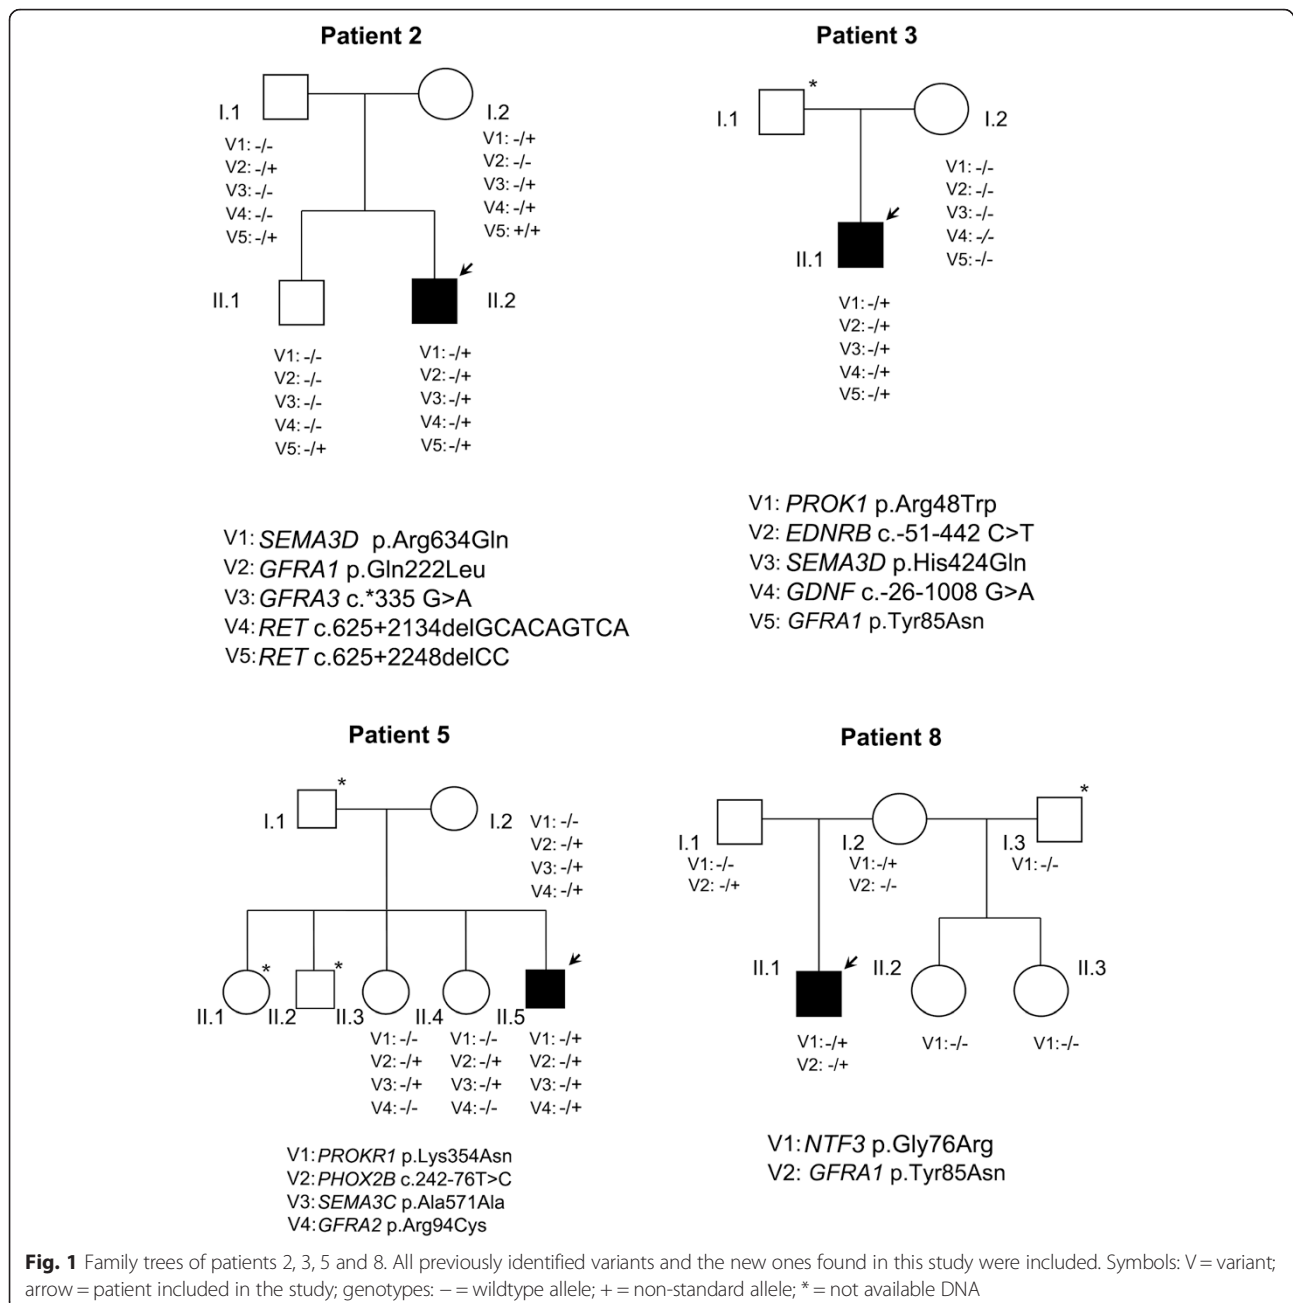 Patient 2
I.1
I.2
V1: -/-
V2: -/+
V3: -/-
V4: -/-
V5: -/+
V1: -/+
V2: -/-
V3: -/+
V4: -/+
V5: +/+
II.1
II.2
V1: -/-
V2: -/-
V3: -/-
V4: -/-
V5: -/+
V1: -/+
V2: -/+
V3: -/+
V4: -/+
V5: -/+
V1: SEMA3D p.Arg634Gln
V2: GFRA1 p.Gln222Leu
V3: GFRA3 c.*335 G>A
V4: RET c.625+2134delGCACAGTCA
V5: RET c.625+2248delCC
Patient 3
*
I.1
I.2
V1: -/-
V2: -/-
V3: -/-
V4: -/-
V5: -/-
II.1
V1: -/+
V2: -/+
V3: -/+
V4: -/+
V5: -/+
V1: PROK1 p.Arg48Trp
V2: EDNRB c.-51-442 C>T
V3: SEMA3D p.His424Gln
V4: GDNF c.-26-1008 G>A
V5: GFRA1 p.Tyr85Asn
Patient 5
*
I.1
I.2
V1: -/-
V2: -/+
V3: -/+
V4: -/+
*
*
II.1
II.2
II.3
II.4
II.5
V1: -/-
V2: -/+
V3: -/+
V4: -/-
V1: -/-
V2: -/+
V3: -/+
V4: -/-
V1: -/+
V2: -/+
V3: -/+
V4: -/+
V1: PROKR1 p.Lys354Asn
V2: PHOX2B c.242-76T>C
V3: SEMA3C p.Ala571Ala
V4: GFRA2 p.Arg94Cys
Patient 8
*
I.1
I.2
I.3
V1: -/-
V2: -/+
V1: -/+
V2: -/-
V1: -/-
II.1
II.2
II.3
V1: -/+
V2: -/+
V1: -/-
V1: -/-
V1: NTF3 p.Gly76Arg
V2: GFRA1 p.Tyr85Asn
Fig. 1 Family trees of patients 2, 3, 5 and 8. All previously identified variants and the new ones found in this study were included. Symbols: V = variant;
arrow = patient included in the study; genotypes: − = wildtype allele; + = non-standard allele; * = not available DNA